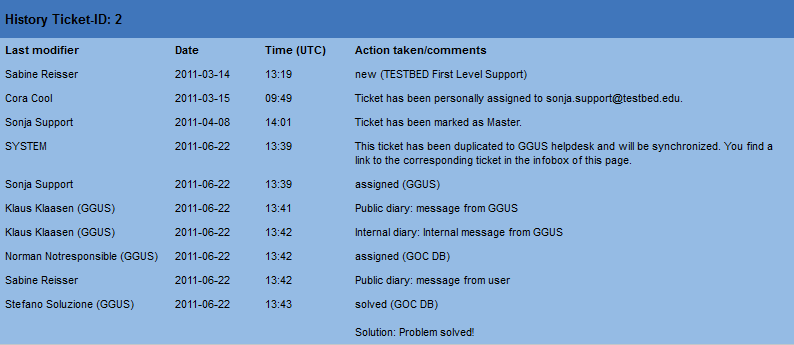 History Ticket-ID: 2
Last modifier Date Time (UTC) Action taken/comments
Sabine Reisser 2011-03-14 13:19 new (TESTBED First Level Support)
Cora Cool 2011-03-15 09:49 Ticket has been personally assigned to sonja.support@testbed.edu.
Sonja Support 2011-04-08 14:01 Ticket has been marked as Master.
SYSTEM 2011-06-22 13:39 This ticket has been duplicated to GGUS helpdesk and will be synchronized. You find a
link to the corresponding ticket in the infobox of this page.
Sonja Support 2011-06-22 13:39 assigned (GGUS)
Klaus Klaasen (GGUS) 2011-06-22 13:41 Public diary: message from GGUS
Klaus Klaasen (GGUS) 2011-06-22 13:42 Internal diary: Internal message from GGUS
Norman Notresponsible (GGUS) 2011-06-22 13:42 assigned (GOC DB)
Sabine Reisser 2011-06-22 13:42 Public diary: message from user
Stefano Soluzione (GGUS) 2011-06-22 13:43 solved (GOC DB)
Solution: Problem solved!